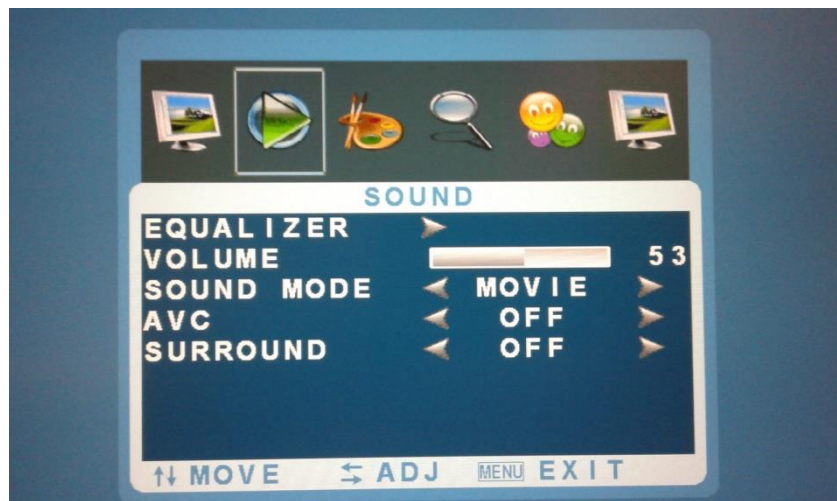 SOUND
EQUALIZER
VOLUME 53
SOUND MODE MOVIE
AVC OFF
SURROUND OFF
MOVE ADJ MENU EXIT